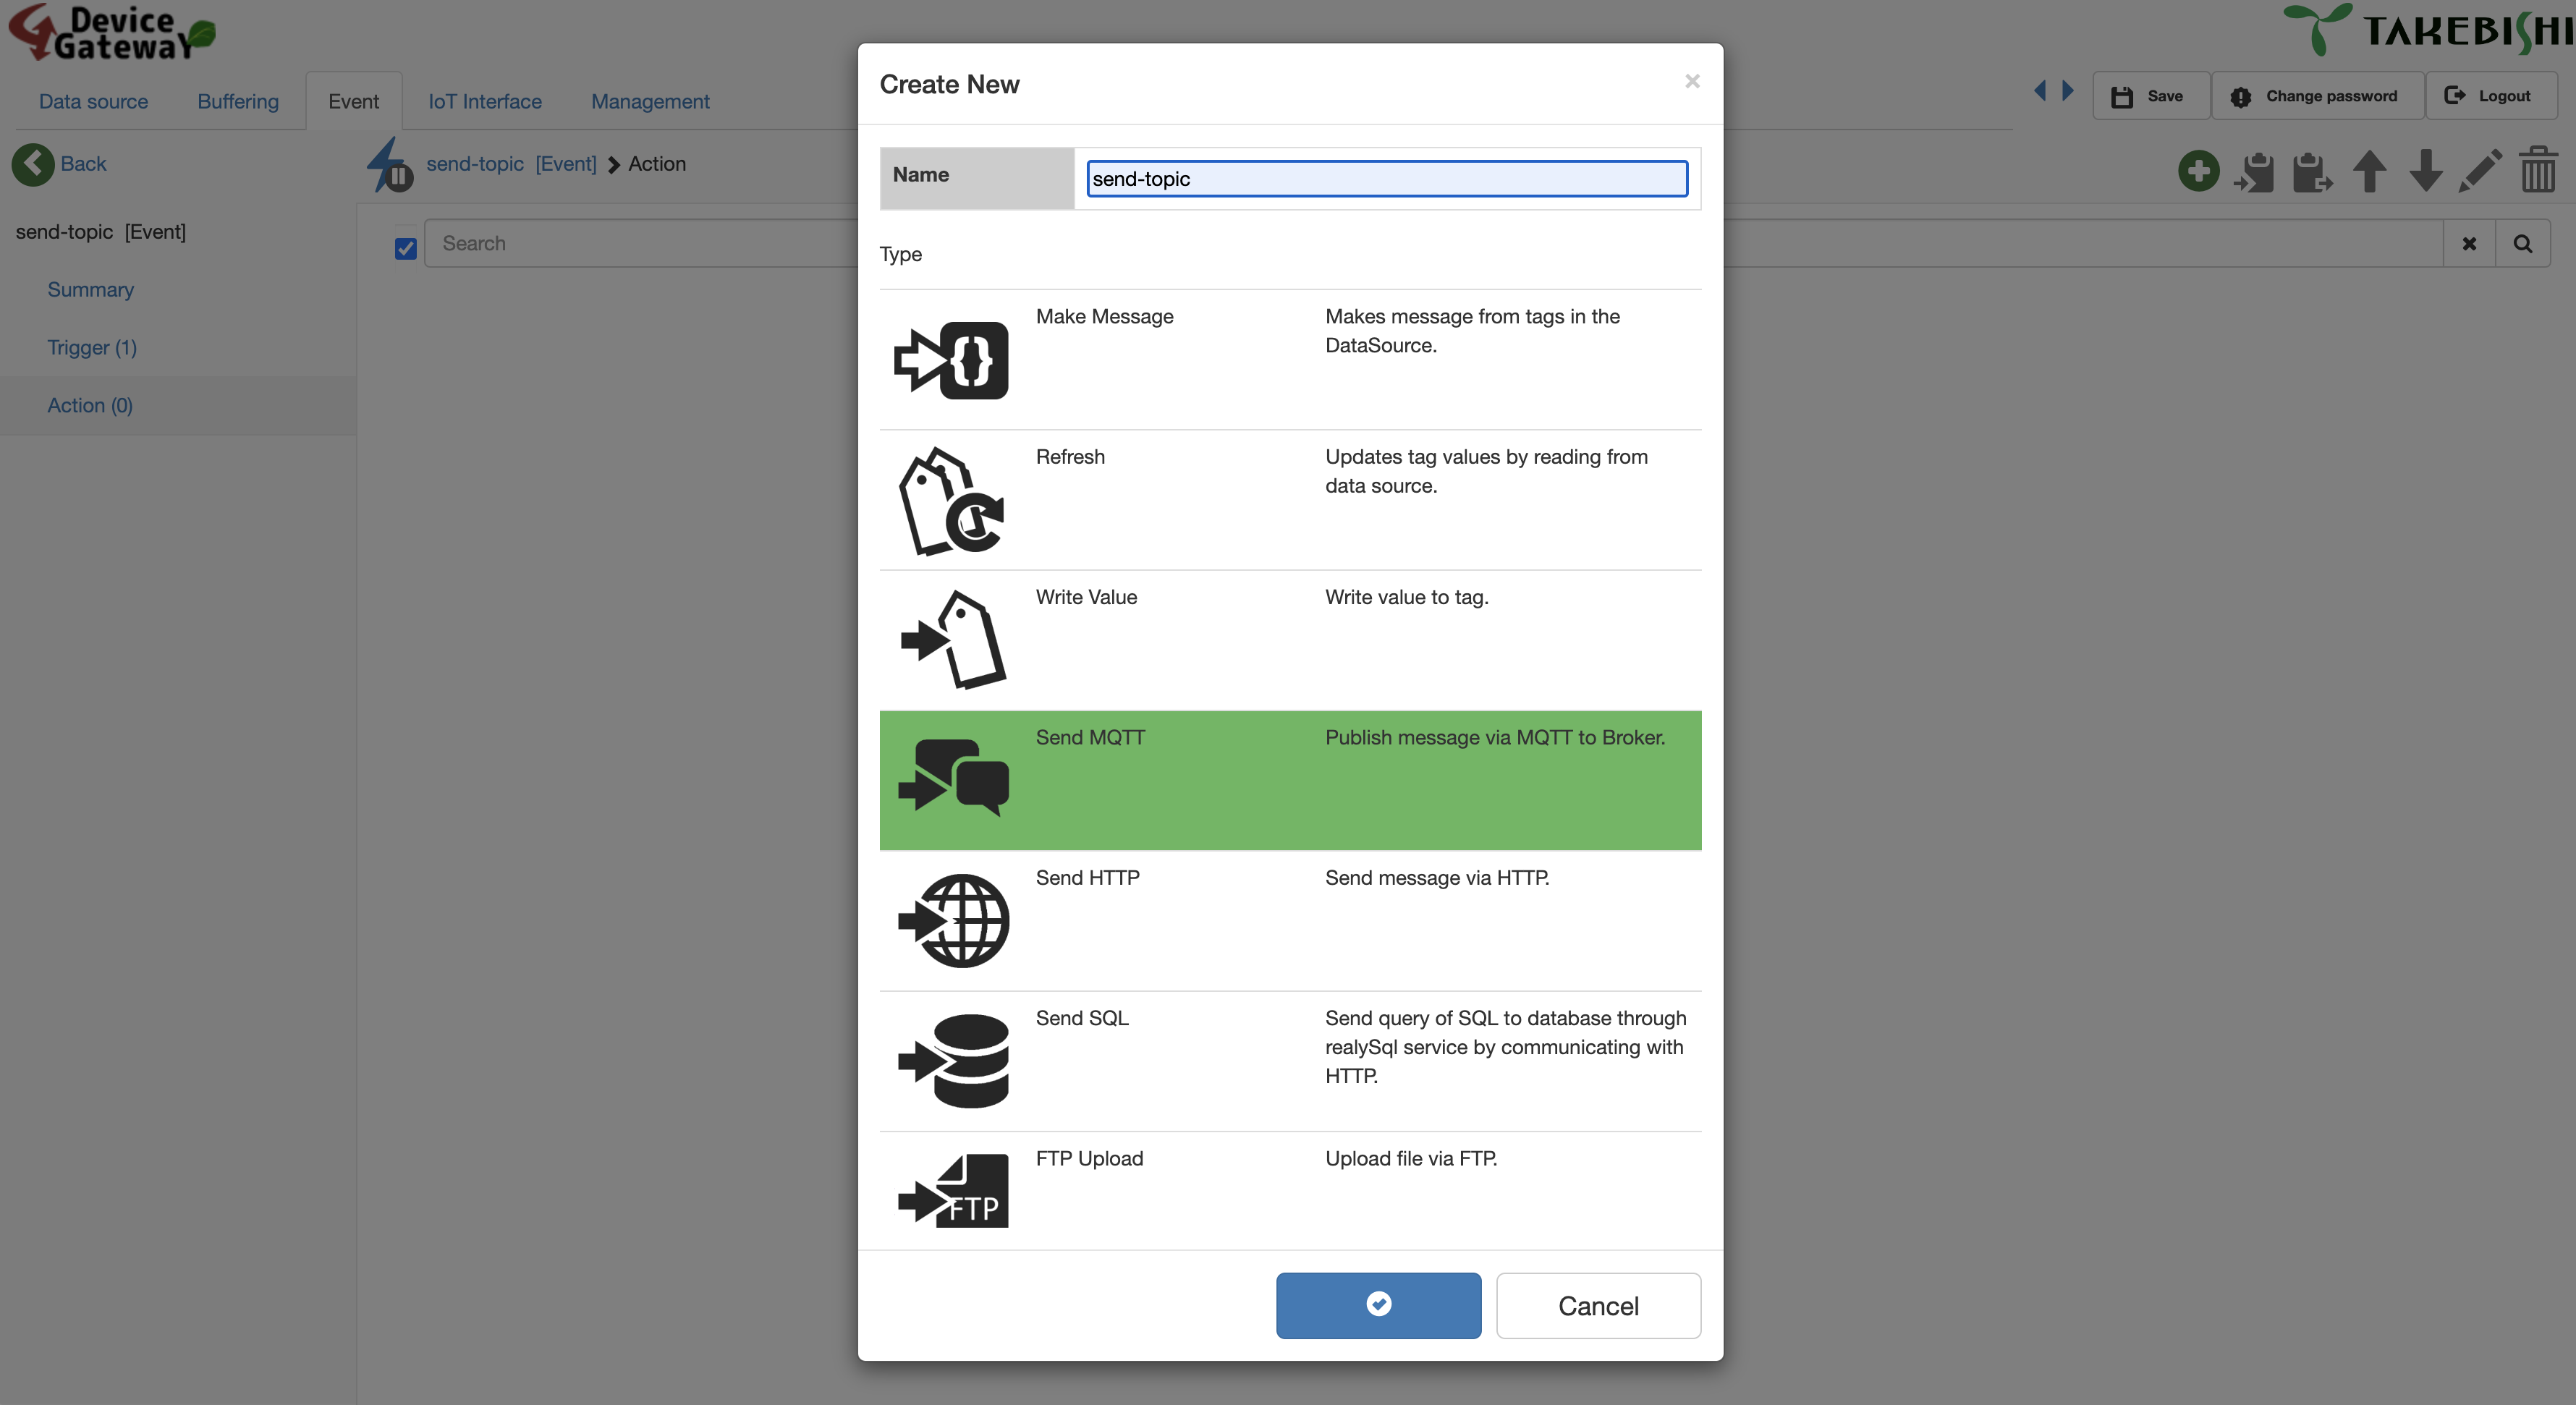 Device
Gateway
TAKEBISHI
Data source
Buffering
Event
IoT Interface
Management
Save
Change password
Logout
Back
send-topic [Event] Action
send-topic [Event]
Summary
Trigger (1)
Action (0)
Search
Create New
×
Name
send-topic
Type
Make Message
Makes message from tags in the
DataSource.
Refresh
Updates tag values by reading from
data source.
Write Value
Write value to tag.
Send MQTT
Publish message via MQTT to Broker.
Send HTTP
Send message via HTTP.
Send SQL
Send query of SQL to database through
realySql service by communicating with
HTTP.
FTP Upload
Upload file via FTP.
FTP
Cancel